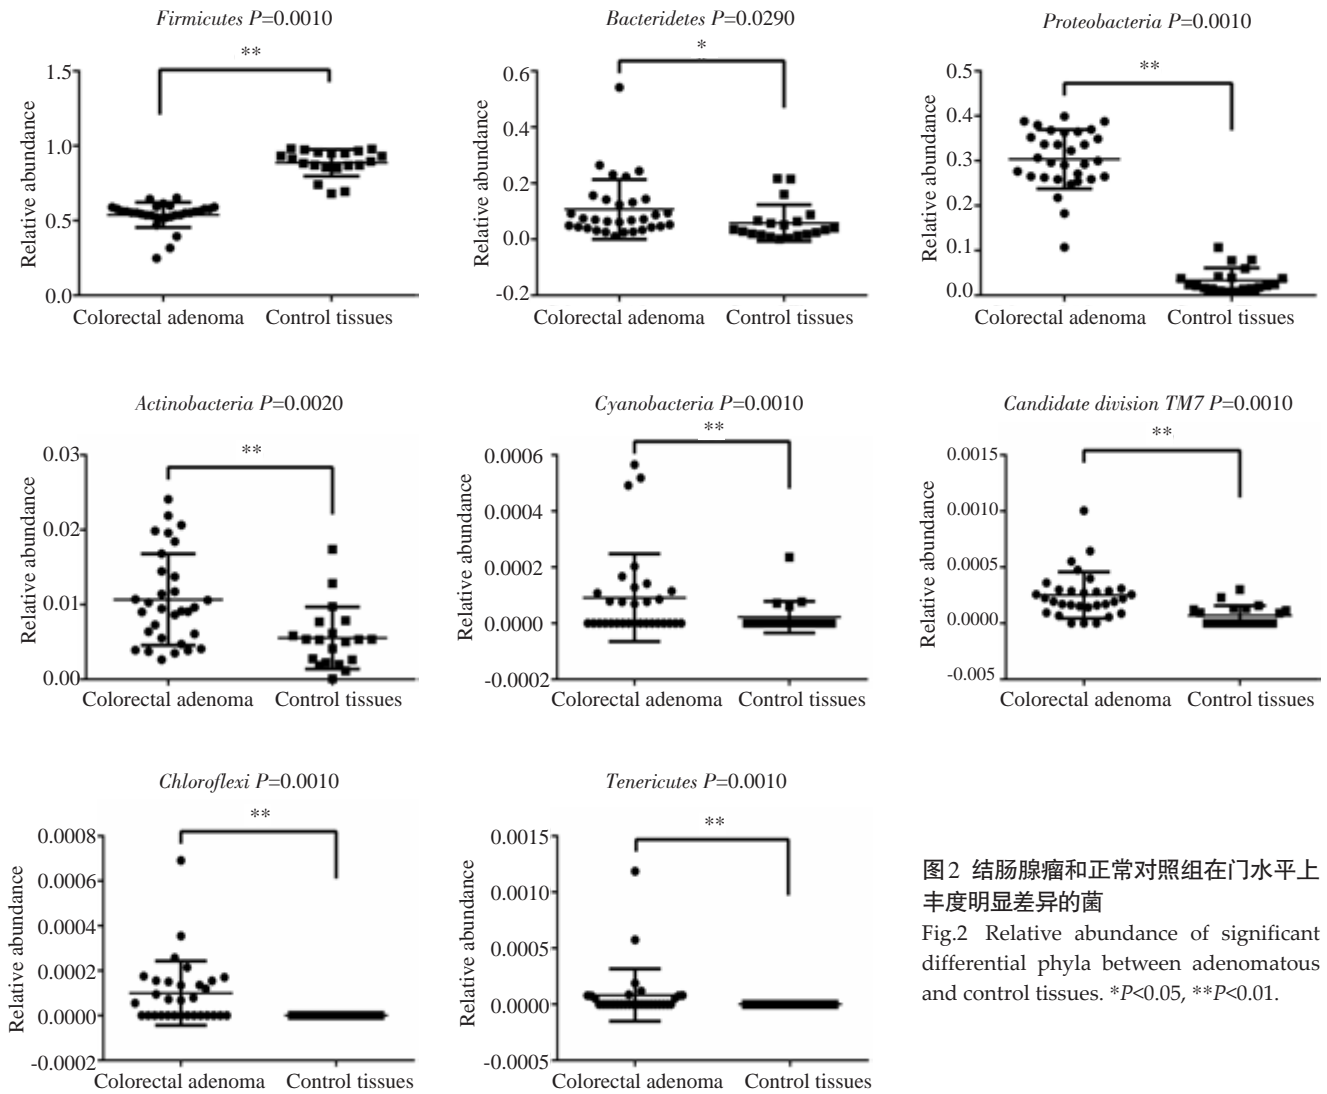 Firmicutes P=0.0010
**
Relative abundance
1.5
1.0
0.5
0.0
Colorectal adenoma
Control tissues
Bacteridetes P=0.0290
*
Relative abundance
0.6
0.4
0.2
0.0
-0.2
Colorectal adenoma
Control tissues
Proteobacteria P=0.0010
**
Relative abundance
0.5
0.4
0.3
0.2
0.1
0.0
Colorectal adenoma
Control tissues
Actinobacteria P=0.0020
**
Relative abundance
0.03
0.02
0.01
0.00
Colorectal adenoma
Control tissues
Cyanobacteria P=0.0010
**
Relative abundance
0.0006
0.0004
0.0002
0.0000
-0.0002
Colorectal adenoma
Control tissues
Candidate division TM7 P=0.0010
**
Relative abundance
0.0015
0.0010
0.0005
0.0000
-0.005
Colorectal adenoma
Control tissues
Chloroflexi P=0.0010
**
Relative abundance
0.0008
0.0006
0.0004
0.0002
0.0000
-0.0002
Colorectal adenoma
Control tissues
Tenericutes P=0.0010
**
Relative abundance
0.0015
0.0010
0.0005
0.0000
-0.0005
Colorectal adenoma
Control tissues
图2 结肠腺瘤和正常对照组在门水平上
丰度明显差异的菌
Fig.2 Relative abundance of significant
differential phyla between adenomatous
and control tissues. *P<0.05, **P<0.01.